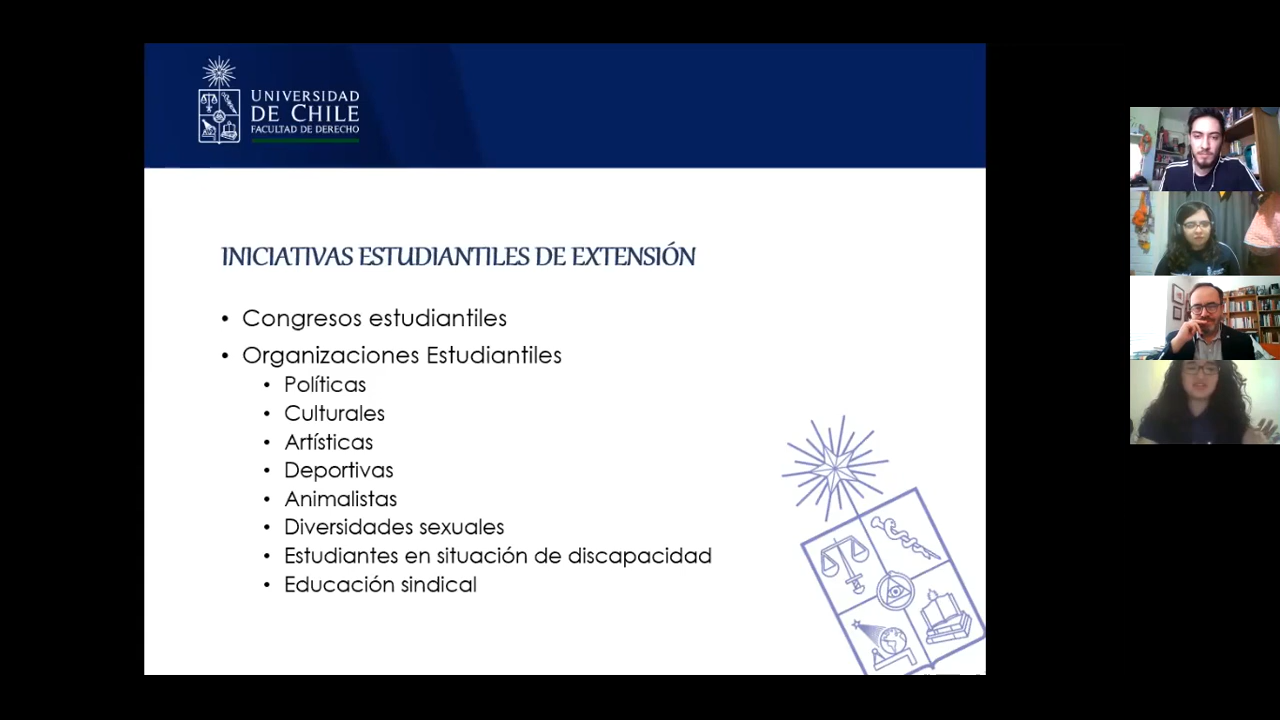 UNIVERSIDAD
DE CHILE
FACULTAD DE DERECHO
INICIATIVAS ESTUDIANTILES DE EXTENSIÓN
• Congresos estudiantiles
• Organizaciones Estudiantiles
• Políticas
• Culturales
• Artísticas
• Deportivas
• Animalistas
• Diversidades sexuales
• Estudiantes en situación de discapacidad
• Educación sindical